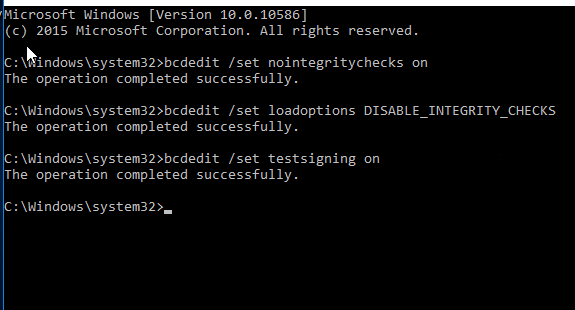 Microsoft Windows [Version 10.0.10586]
(c) 2015 Microsoft Corporation. All rights reserved.
C:\Windows\system32>bcdedit /set nointegritychecks on
The operation completed successfully.
C:\Windows\system32>bcdedit /set loadoptions DISABLE_INTEGRITY_CHECKS
The operation completed successfully.
C:\Windows\system32>bcdedit /set testsigning on
The operation completed successfully.
C:\Windows\system32>